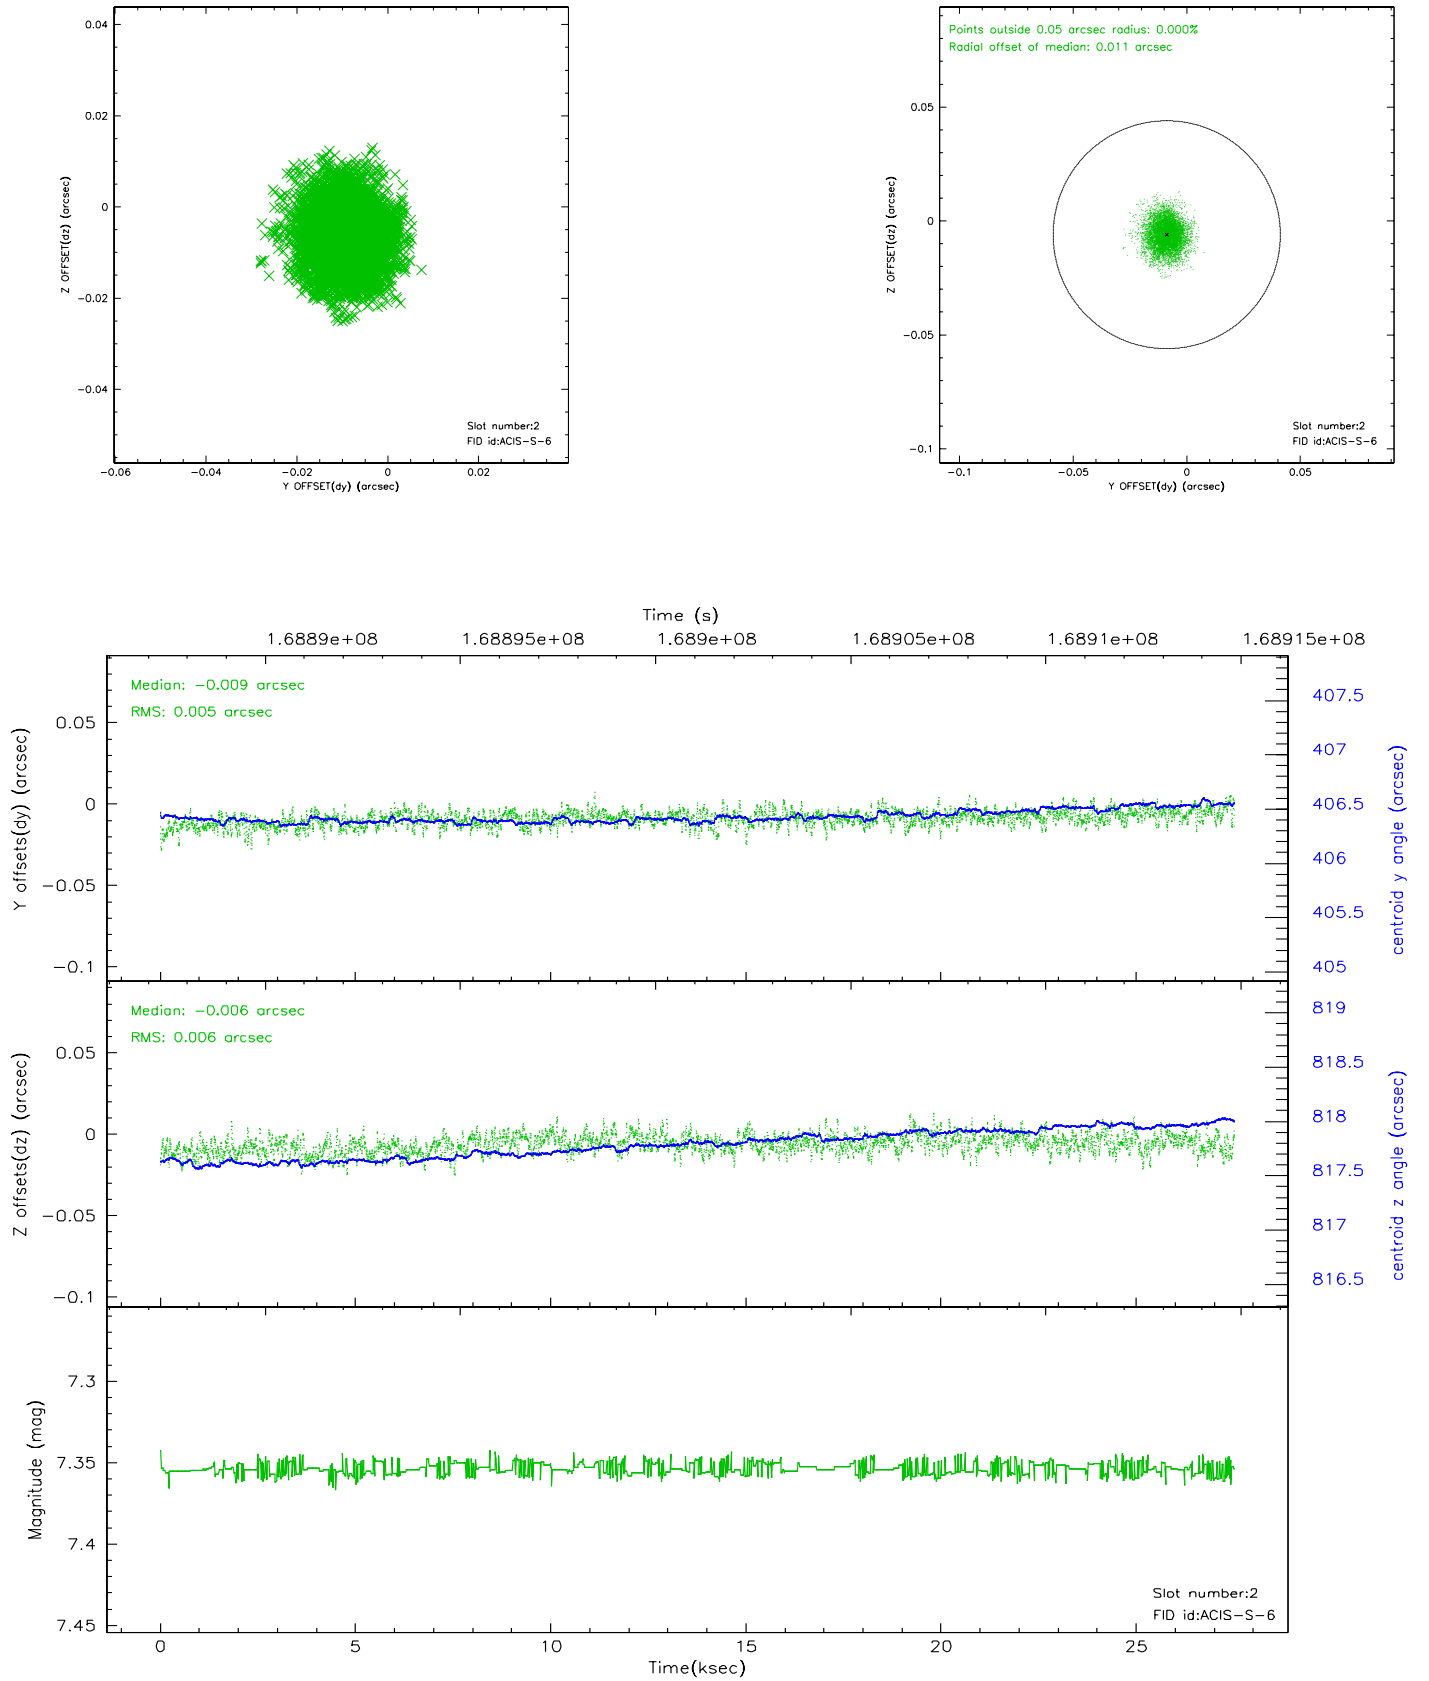 0.04
0.02
0
-0.02
-0.04
Z OFFSET(dz) (arcsec)
-0.06
-0.04
-0.02
0
0.02
Y OFFSET(dy) (arcsec)
Slot number:2
FID id:ACIS-S-6
Points outside 0.05 arcsec radius: 0.000%
Radial offset of median: 0.011 arcsec
0.05
0
-0.05
-0.1
Z OFFSET(dz) (arcsec)
-0.1
-0.05
0
0.05
Y OFFSET(dy) (arcsec)
Slot number:2
FID id:ACIS-S-6
Time (s)
1.6889e+08
1.68895e+08
1.689e+08
1.68905e+08
1.6891e+08
1.68915e+08
Median: -0.009 arcsec
RMS: 0.005 arcsec
0.05
0
-0.05
-0.1
Y offsets(dy) (arcsec)
407.5
407
406.5
406
405.5
405
centroid y angle (arcsec)
Median: -0.006 arcsec
RMS: 0.006 arcsec
0.05
0
-0.05
-0.1
Z offsets(dz) (arcsec)
819
818.5
818
817.5
817
816.5
centroid z angle (arcsec)
7.3
7.35
7.4
7.45
Magnitude (mag)
Slot number:2
FID id:ACIS-S-6
0
5
10
15
20
25
Time(ksec)